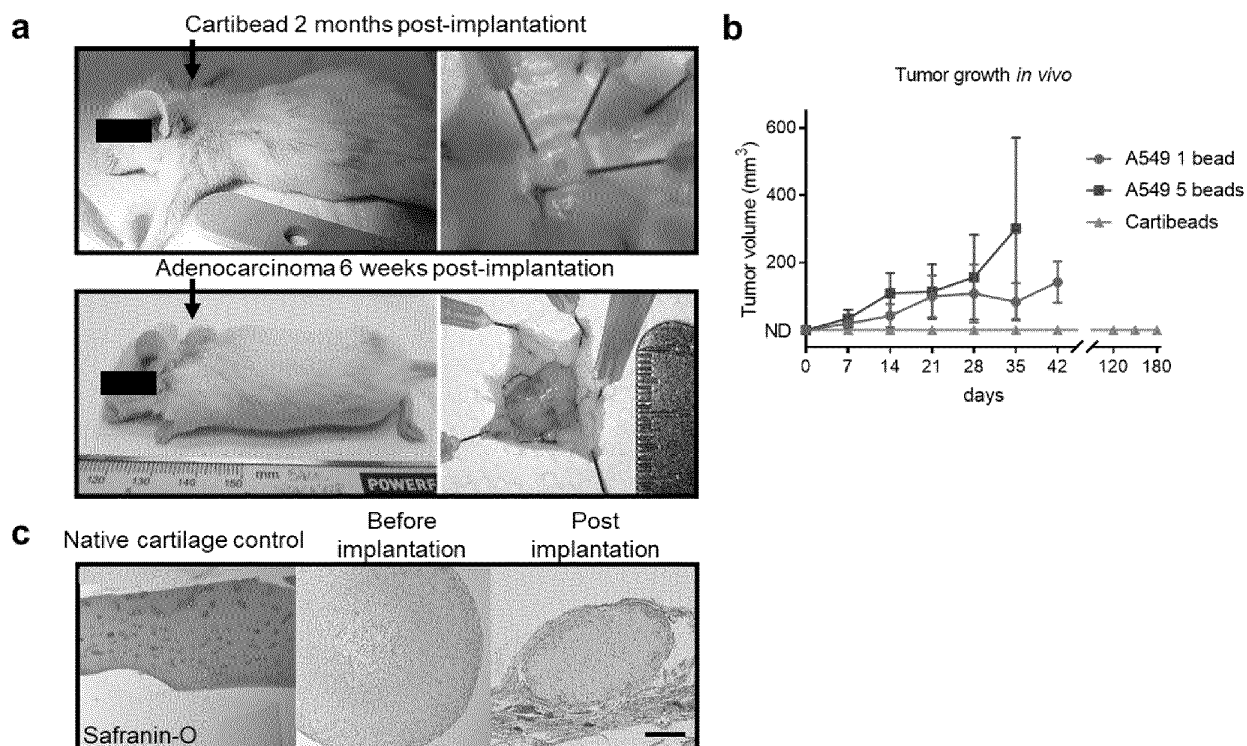 a
Cartibead 2 months post-implantationt
Adenocarcinoma 6 weeks post-implantation
120 130 140 150 mm
POWERF
b
Tumor growth in vivo
Tumor volume (mm³)
600
400
200
ND
0 7 14 21 28 35 42 120 180
days
A549 1 bead
A549 5 beads
Cartibeads
c
Native cartilage control
Before
implantation
Post
implantation
Safranin-O